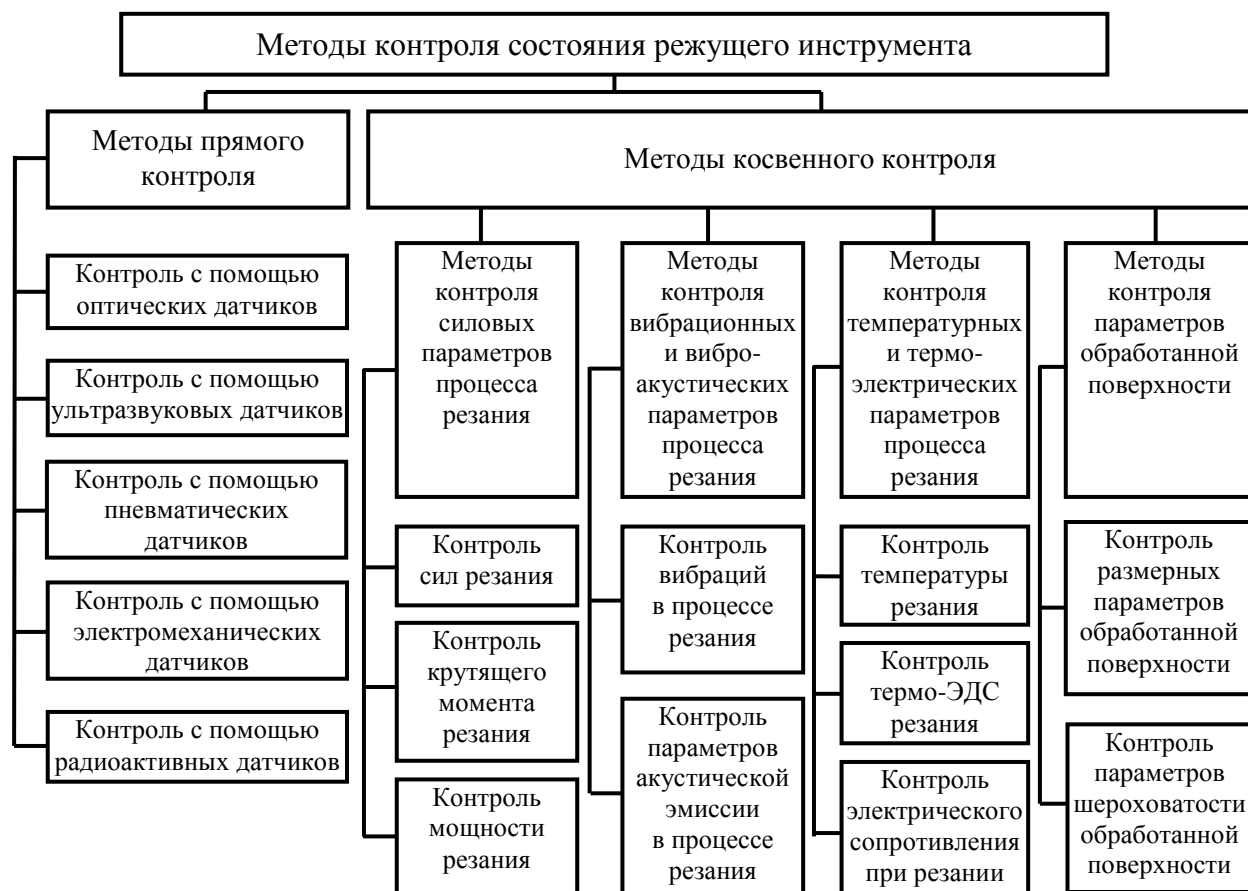 Методы контроля состояния режущего инструмента
Методы прямого
контроля
Методы косвенного контроля
Контроль с помощью
оптических датчиков
Контроль с помощью
ультразвуковых датчиков
Контроль с помощью
пневматических
датчиков
Контроль с помощью
электромеханических
датчиков
Контроль с помощью
радиоактивных датчиков
Методы
контроля
силовых
параметров
процесса
резания
Контроль
сил резания
Контроль
крутящего
момента
резания
Контроль
мощности
резания
Методы
контроля
вибрационных
и вибро-
акустических
параметров
процесса
резания
Контроль
вибраций
в процессе
резания
Контроль
параметров
акустической
эмиссии
в процессе
резания
Методы
контроля
температурных
и термо-
электрических
параметров
процесса
резания
Контроль
температуры
резания
Контроль
термо-ЭДС
резания
Контроль
электрического
сопротивления
при резании
Методы
контроля
параметров
обработанной
поверхности
Контроль
размерных
параметров
обработанной
поверхности
Контроль
параметров
шероховатости
обработанной
поверхности